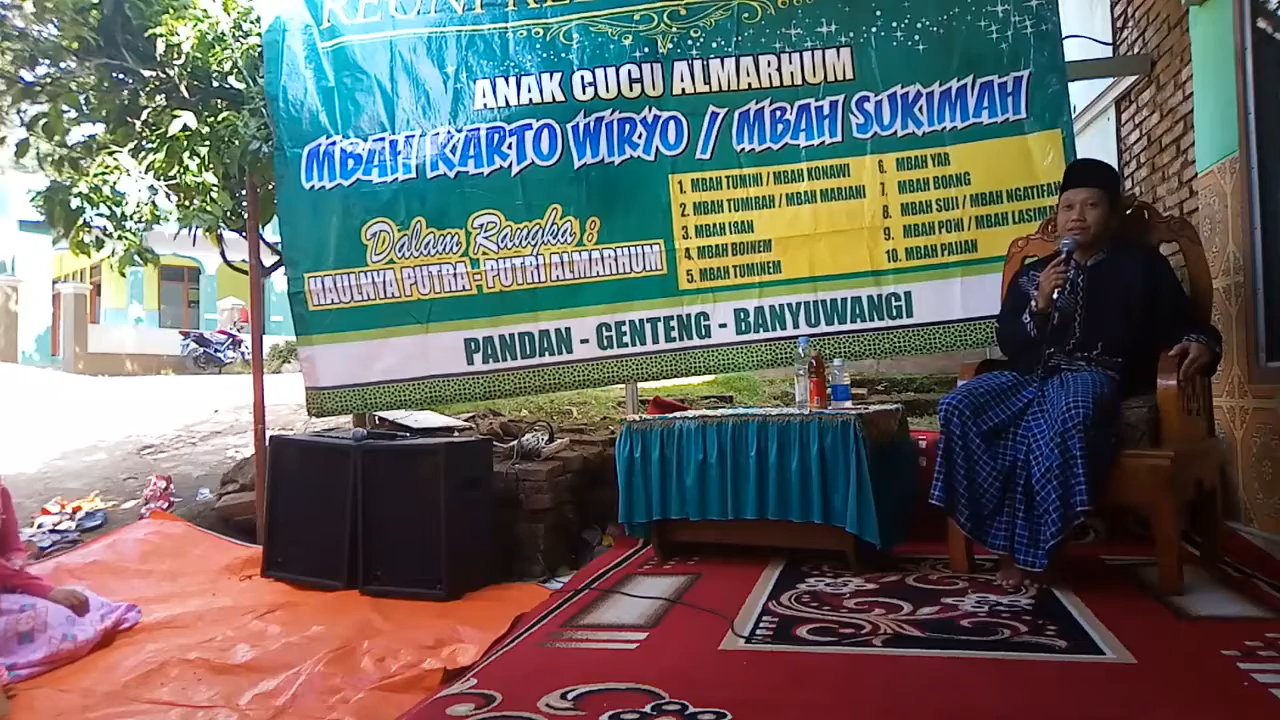 ANAK CUCU ALMARHUM
MBAH KARTO WIRYO / MBAH SUKIMAH
Dalam Rangka :
HAULNYA PUTRA - PUTRI ALMARHUM
1. MBAH TUMINI / MBAH KONAWI
2. MBAH TUMIRAH / MBAH MARJANI
3. MBAH IRAN
4. MBAH BOINEM
5. MBAH TUMINEM
6. MBAH YAR
7. MBAH BOANG
8. MBAH SUJI / MBAH NGATIFAH
9. MBAH PONI / MBAH
10. MBAH PAIJAN
PANDAN - GENTENG - BANYUWANGI